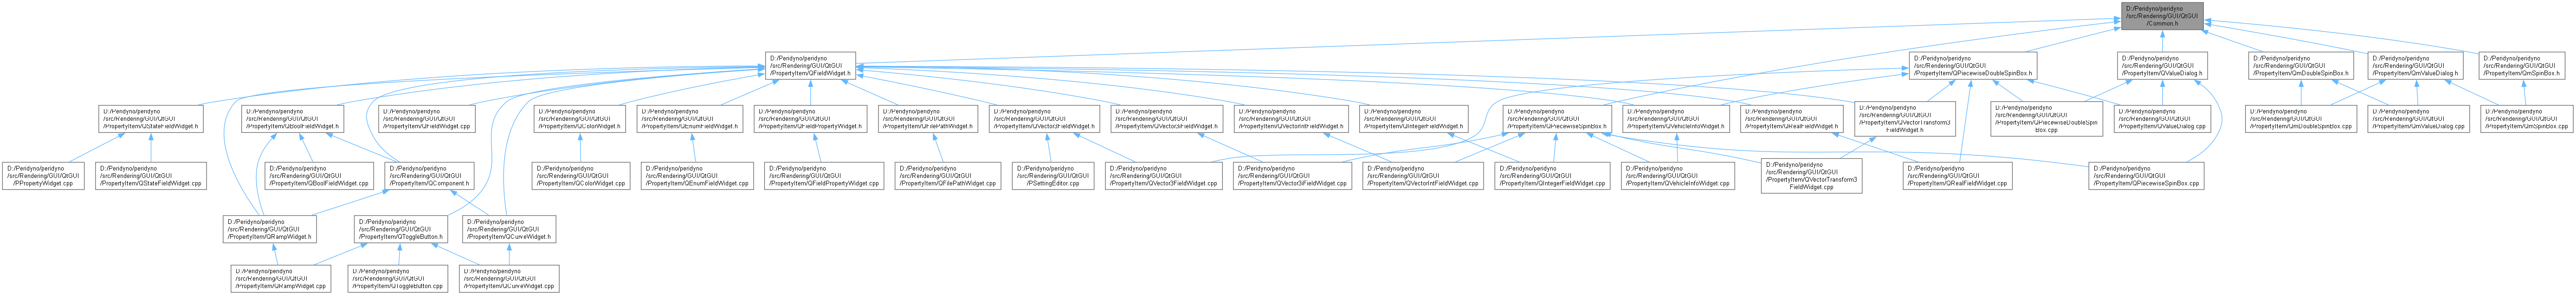 D:/Peridyno/peridyno
/src/Rendering/GUI/QtGUI
/Common.h
D:/Peridyno/peridyno
/src/Rendering/GUI/QtGUI
/PropertyItem/QFieldWidget.h
D:/Peridyno/peridyno
/src/Rendering/GUI/QtGUI
/PropertyItem/QPiecewiseDoubleSpinBox.h
D:/Peridyno/peridyno
/src/Rendering/GUI/QtGUI
/PropertyItem/QValueDialog.h
D:/Peridyno/peridyno
/src/Rendering/GUI/QtGUI
/PropertyItem/QmDoubleSpinBox.h
D:/Peridyno/peridyno
/src/Rendering/GUI/QtGUI
/PropertyItem/QmValueDialog.h
D:/Peridyno/peridyno
/src/Rendering/GUI/QtGUI
/PropertyItem/QmSpinBox.h
D:/Peridyno/peridyno
/src/Rendering/GUI/QtGUI
/PropertyItem/QStateFieldWidget.h
D:/Peridyno/peridyno
/src/Rendering/GUI/QtGUI
/PropertyItem/QBoolFieldWidget.h
D:/Peridyno/peridyno
/src/Rendering/GUI/QtGUI
/PropertyItem/QFieldWidget.cpp
D:/Peridyno/peridyno
/src/Rendering/GUI/QtGUI
/PropertyItem/QColorWidget.h
D:/Peridyno/peridyno
/src/Rendering/GUI/QtGUI
/PropertyItem/QEnumFieldWidget.h
D:/Peridyno/peridyno
/src/Rendering/GUI/QtGUI
/PropertyItem/QFieldPropertyWidget.h
D:/Peridyno/peridyno
/src/Rendering/GUI/QtGUI
/PropertyItem/QFilePathWidget.h
D:/Peridyno/peridyno
/src/Rendering/GUI/QtGUI
/PropertyItem/QVector3FieldWidget.h
D:/Peridyno/peridyno
/src/Rendering/GUI/QtGUI
/PropertyItem/QVector3iFieldWidget.h
D:/Peridyno/peridyno
/src/Rendering/GUI/QtGUI
/PropertyItem/QVectorIntFieldWidget.h
D:/Peridyno/peridyno
/src/Rendering/GUI/QtGUI
/PropertyItem/QIntegerFieldWidget.h
D:/Peridyno/peridyno
/src/Rendering/GUI/QtGUI
/PropertyItem/QPiecewiseSpinBox.h
D:/Peridyno/peridyno
/src/Rendering/GUI/QtGUI
/PropertyItem/QVehicleInfoWidget.h
D:/Peridyno/peridyno
/src/Rendering/GUI/QtGUI
/PropertyItem/QRealFieldWidget.h
D:/Peridyno/peridyno
/src/Rendering/GUI/QtGUI
/PropertyItem/QVectorTransform3
FieldWidget.h
D:/Peridyno/peridyno
/src/Rendering/GUI/QtGUI
/PropertyItem/QPiecewiseDoubleSpin
Box.cpp
D:/Peridyno/peridyno
/src/Rendering/GUI/QtGUI
/PropertyItem/QValueDialog.cpp
D:/Peridyno/peridyno
/src/Rendering/GUI/QtGUI
/PropertyItem/QmDoubleSpinBox.cpp
D:/Peridyno/peridyno
/src/Rendering/GUI/QtGUI
/PropertyItem/QmValueDialog.cpp
D:/Peridyno/peridyno
/src/Rendering/GUI/QtGUI
/PropertyItem/QmSpinBox.cpp
D:/Peridyno/peridyno
/src/Rendering/GUI/QtGUI
/PPropertyWidget.cpp
D:/Peridyno/peridyno
/src/Rendering/GUI/QtGUI
/PropertyItem/QStateFieldWidget.cpp
D:/Peridyno/peridyno
/src/Rendering/GUI/QtGUI
/PropertyItem/QBoolFieldWidget.cpp
D:/Peridyno/peridyno
/src/Rendering/GUI/QtGUI
/PropertyItem/QComponent.h
D:/Peridyno/peridyno
/src/Rendering/GUI/QtGUI
/PropertyItem/QColorWidget.cpp
D:/Peridyno/peridyno
/src/Rendering/GUI/QtGUI
/PropertyItem/QEnumFieldWidget.cpp
D:/Peridyno/peridyno
/src/Rendering/GUI/QtGUI
/PropertyItem/QFieldPropertyWidget.cpp
D:/Peridyno/peridyno
/src/Rendering/GUI/QtGUI
/PropertyItem/QFilePathWidget.cpp
D:/Peridyno/peridyno
/src/Rendering/GUI/QtGUI
/PSettingEditor.cpp
D:/Peridyno/peridyno
/src/Rendering/GUI/QtGUI
/PropertyItem/QVector3FieldWidget.cpp
D:/Peridyno/peridyno
/src/Rendering/GUI/QtGUI
/PropertyItem/QVector3iFieldWidget.cpp
D:/Peridyno/peridyno
/src/Rendering/GUI/QtGUI
/PropertyItem/QVectorIntFieldWidget.cpp
D:/Peridyno/peridyno
/src/Rendering/GUI/QtGUI
/PropertyItem/QIntegerFieldWidget.cpp
D:/Peridyno/peridyno
/src/Rendering/GUI/QtGUI
/PropertyItem/QVehicleInfoWidget.cpp
D:/Peridyno/peridyno
/src/Rendering/GUI/QtGUI
/PropertyItem/QVectorTransform3
FieldWidget.cpp
D:/Peridyno/peridyno
/src/Rendering/GUI/QtGUI
/PropertyItem/QRealFieldWidget.cpp
D:/Peridyno/peridyno
/src/Rendering/GUI/QtGUI
/PropertyItem/QPiecewiseSpinBox.cpp
D:/Peridyno/peridyno
/src/Rendering/GUI/QtGUI
/PropertyItem/QRampWidget.h
D:/Peridyno/peridyno
/src/Rendering/GUI/QtGUI
/PropertyItem/QToggleButton.h
D:/Peridyno/peridyno
/src/Rendering/GUI/QtGUI
/PropertyItem/QCurveWidget.h
D:/Peridyno/peridyno
/src/Rendering/GUI/QtGUI
/PropertyItem/QRampWidget.cpp
D:/Peridyno/peridyno
/src/Rendering/GUI/QtGUI
/PropertyItem/QToggleButton.cpp
D:/Peridyno/peridyno
/src/Rendering/GUI/QtGUI
/PropertyItem/QCurveWidget.cpp